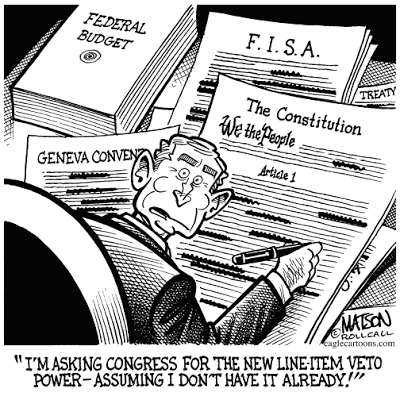 FEDERAL
BUDGET
F.I.S.A.
TREATY
The Constitution
We the People
Article 1
GENEVA CONVENT
MATSON
© ROLL CALL
caglecartoons.com
"I'M ASKING CONGRESS FOR THE NEW LINE-ITEM VETO
POWER – ASSUMING I DON'T HAVE IT ALREADY!"